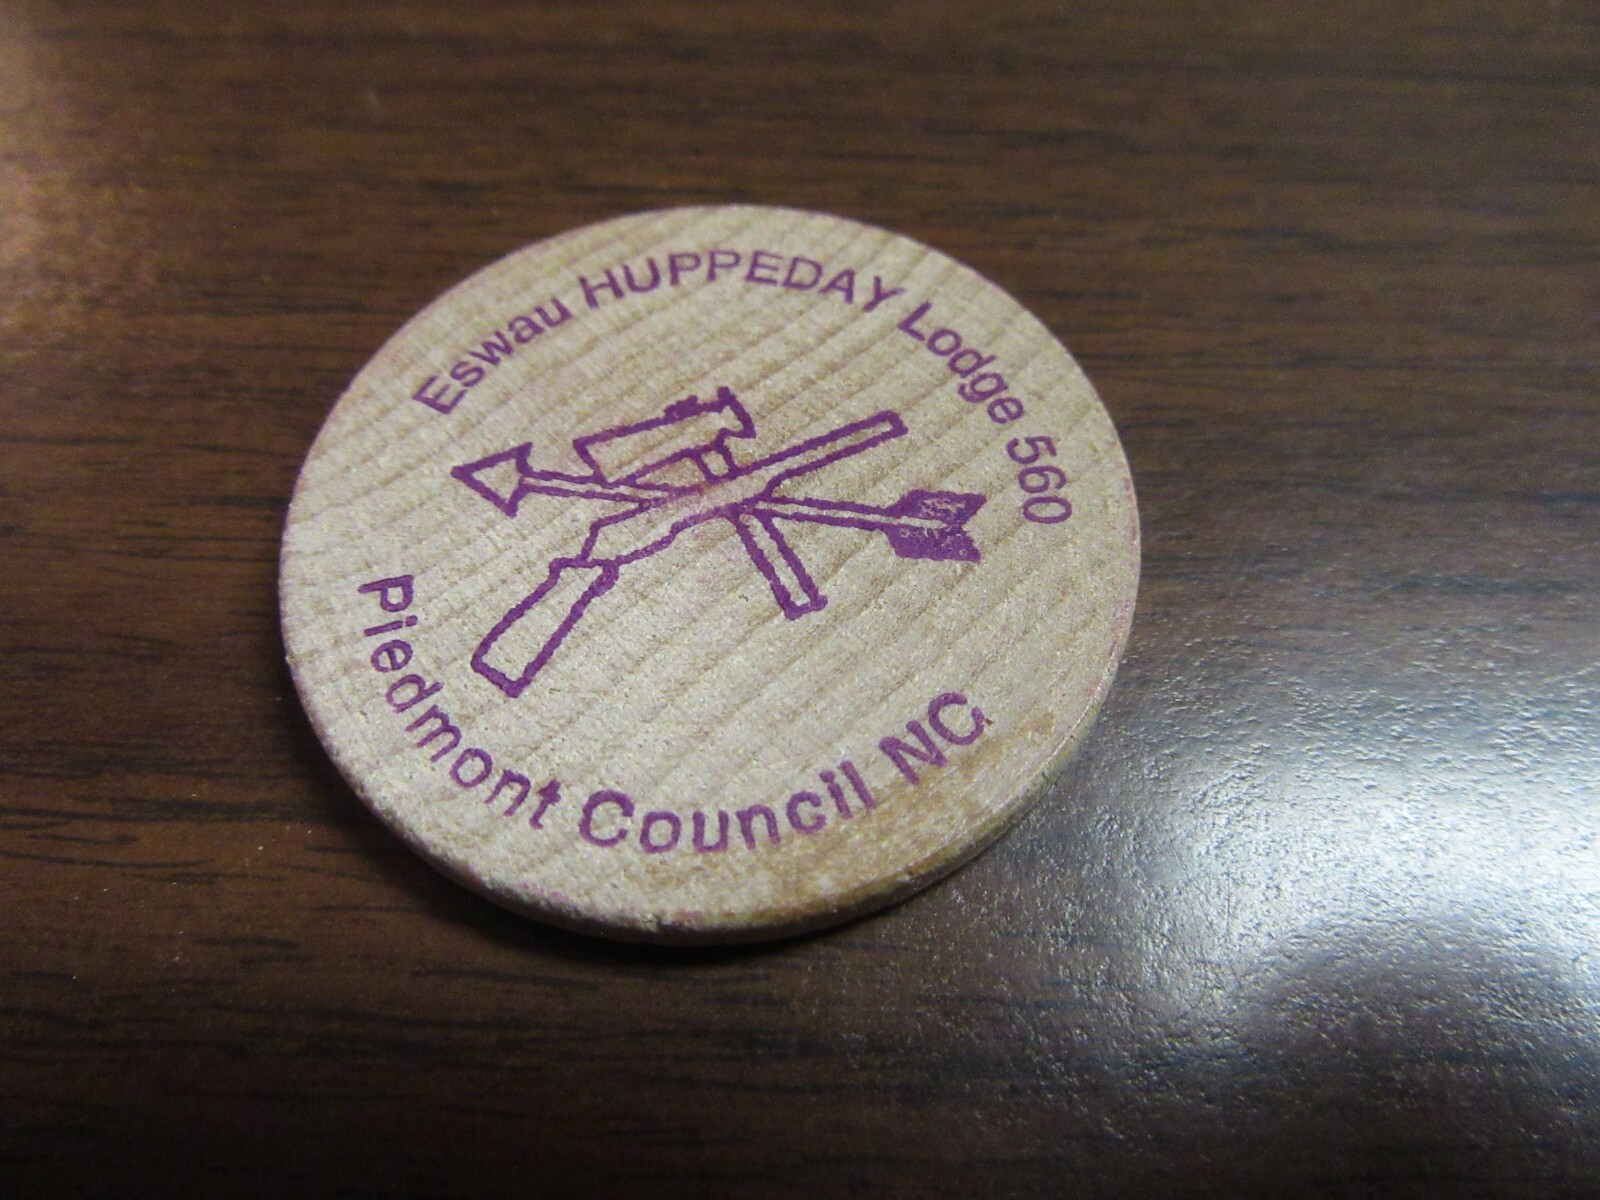 Eswau HUPPEDAY Lodge 560
Piedmont Council NC